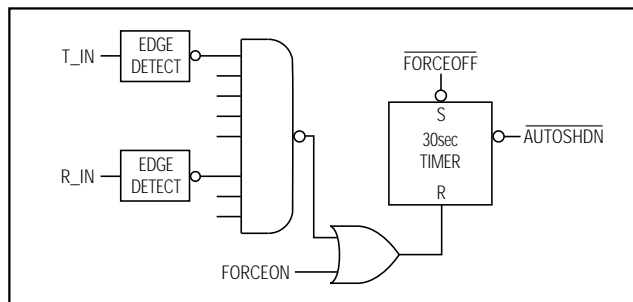 T_IN
EDGE
DETECT
FORCEOFF
S
30sec
TIMER
R
AUTOSHDN
R_IN
EDGE
DETECT
FORCEON